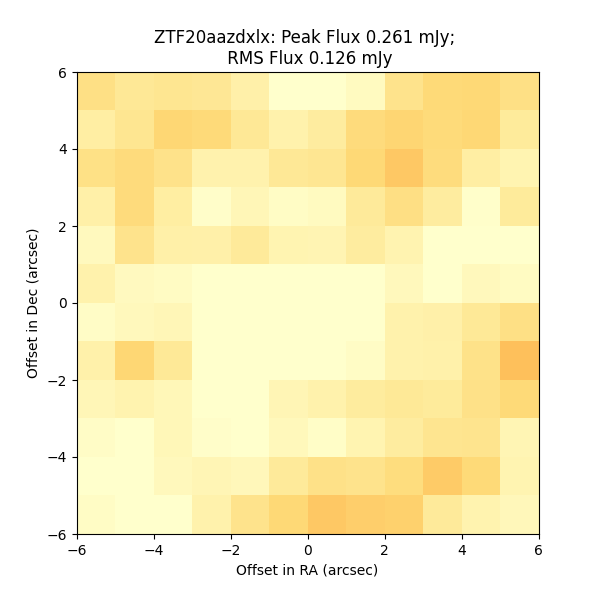 ZTF20aazdxlx: Peak Flux 0.261 mJy;
RMS Flux 0.126 mJy
6
4
2
0
−2
−4
−6
Offset in Dec (arcsec)
−6 −4 −2 0 2 4 6
Offset in RA (arcsec)